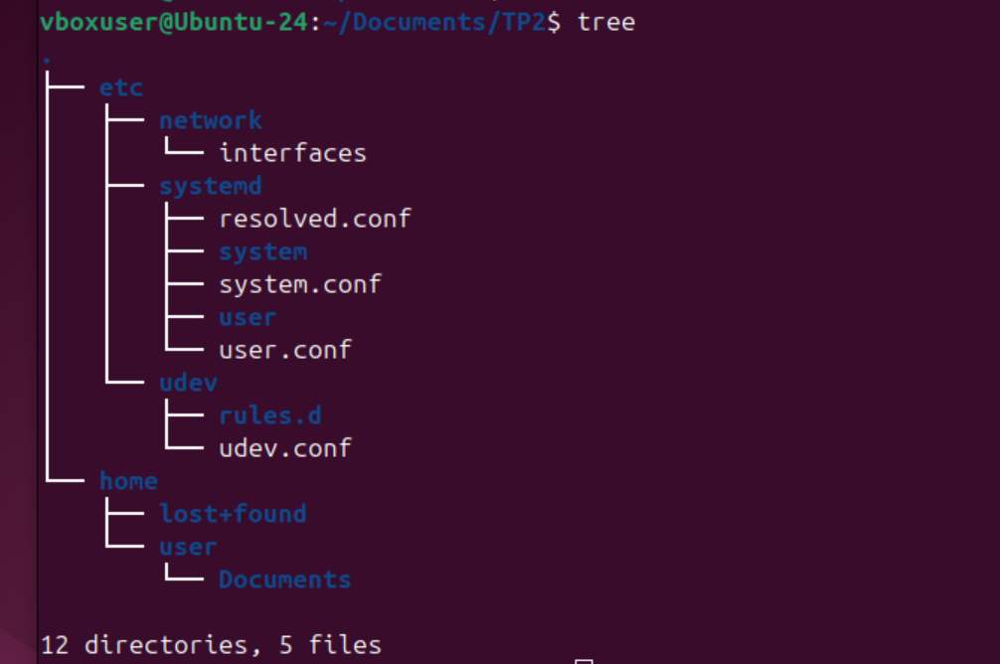 vboxuser@Ubuntu-24:~/Documents/TP2$ tree
.
├── etc
│   ├── network
│   │   └── interfaces
│   ├── systemd
│   │   ├── resolved.conf
│   │   ├── system
│   │   ├── system.conf
│   │   ├── user
│   │   └── user.conf
│   └── udev
│       ├── rules.d
│       └── udev.conf
└── home
    ├── lost+found
    └── user
        └── Documents
12 directories, 5 files